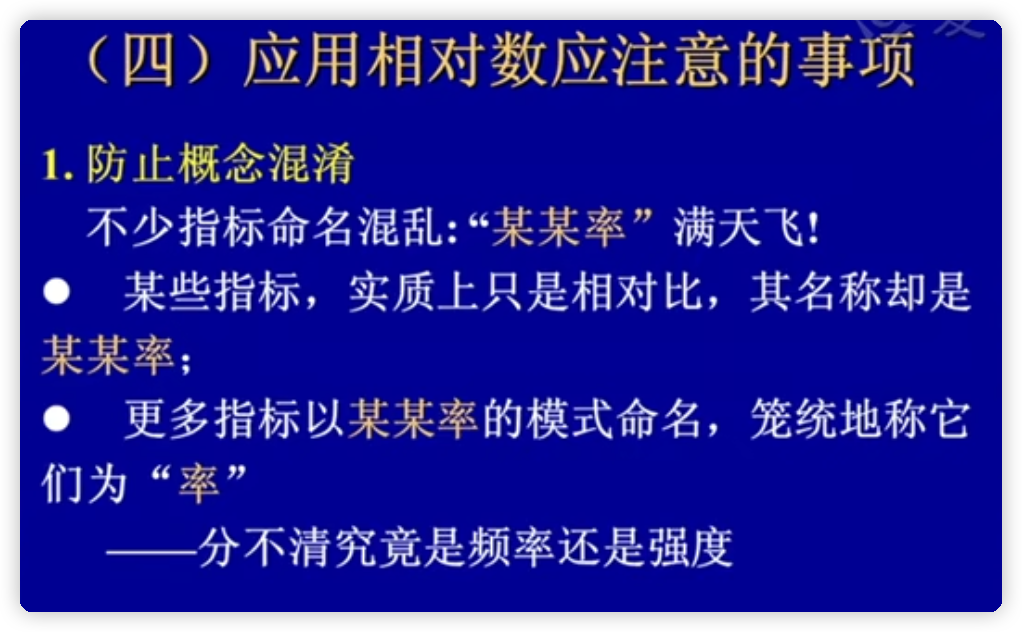 （四）应用相对数应注意的事项
1. 防止概念混淆
不少指标命名混乱:“某某率”满天飞!
● 某些指标，实质上只是相对比，其名称却是
某某率;
● 更多指标以某某率的模式命名，笼统地称它
们为“率”
——分不清究竟是频率还是强度